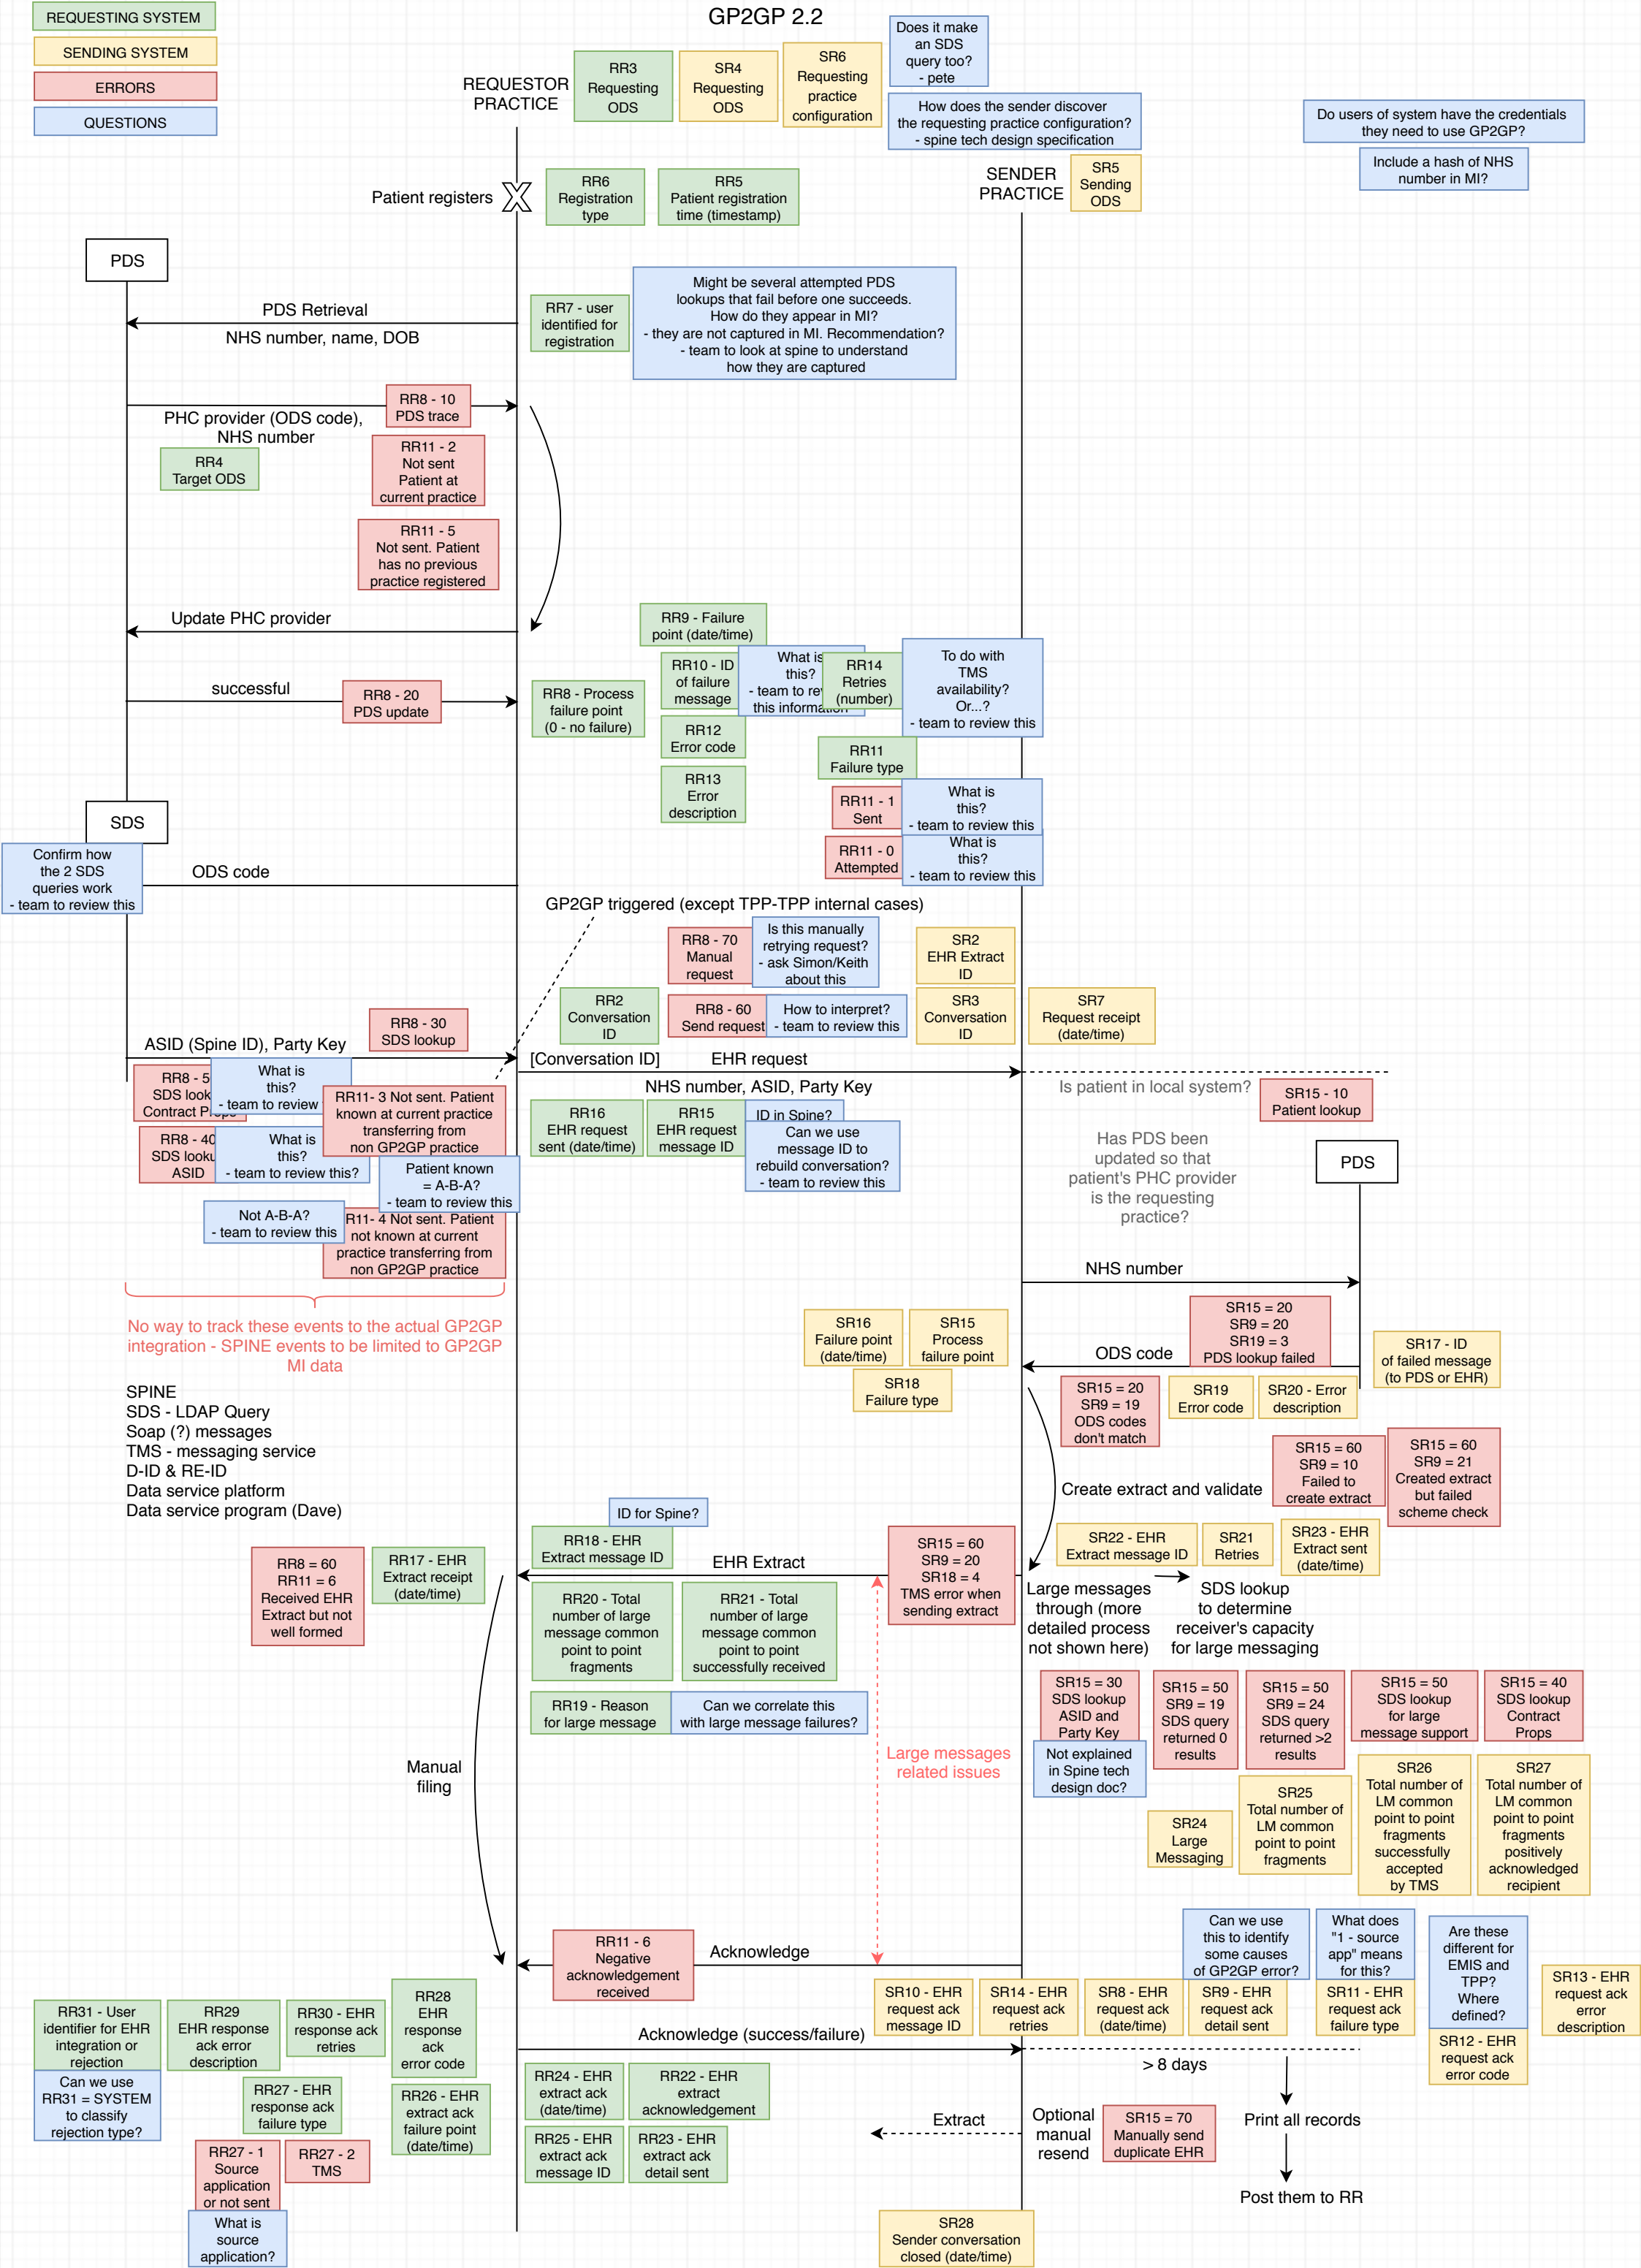 GP2GP 2.2
REQUESTING SYSTEM
SENDING SYSTEM
ERRORS
QUESTIONS
REQUESTOR
PRACTICE
RR3
Requesting
ODS
SR4
Requesting
ODS
SR6
Requesting
practice
configuration
Does it make
an SDS
query too?
- pete
How does the sender discover
the requesting practice configuration?
- spine tech design specification
Do users of system have the credentials
they need to use GP2GP?
Include a hash of NHS
number in MI?
SENDER
PRACTICE
SR5
Sending
ODS
Patient registers
RR6
Registration
type
RR5
Patient registration
time (timestamp)
PDS
PDS Retrieval
NHS number, name, DOB
RR7 - user
identified for
registration
Might be several attempted PDS
lookups that fail before one succeeds.
How do they appear in MI?
- they are not captured in MI. Recommendation?
- team to look at spine to understand
how they are captured
RR8 - 10
PDS trace
PHC provider (ODS code),
NHS number
RR4
Target ODS
RR11 - 2
Not sent
Patient at
current practice
RR11 - 5
Not sent. Patient
has no previous
practice registered
Update PHC provider
successful
RR8 - 20
PDS update
RR8 - Process
failure point
(0 - no failure)
RR9 - Failure
point (date/time)
RR10 - ID
of failure
message
What is
this?
- team to rev
this information
RR14
Retries
(number)
To do with
TMS
availability?
Or...?
- team to review this
RR12
Error code
RR13
Error
description
RR11
Failure type
RR11 - 1
Sent
What is
this?
- team to review this
RR11 - 0
Attempted
What is
this?
- team to review this
SDS
Confirm how
the 2 SDS
queries work
- team to review this
ODS code
GP2GP triggered (except TPP-TPP internal cases)
RR8 - 70
Manual
request
Is this manually
retrying request?
- ask Simon/Keith
about this
SR2
EHR Extract
ID
RR2
Conversation
ID
RR8 - 60
Send request
How to interpret?
- team to review this
SR3
Conversation
ID
SR7
Request receipt
(date/time)
RR8 - 30
SDS lookup
ASID (Spine ID), Party Key
[Conversation ID]
EHR request
NHS number, ASID, Party Key
RR8 - 5
SDS look
Contract Props
What is
this?
- team to review
RR11- 3 Not sent. Patient
known at current practice
transferring from
non GP2GP practice
RR8 - 40
SDS looku
ASID
What is
this?
- team to review this?
Patient known
= A-B-A?
- team to review this
Not A-B-A?
- team to review this
R11- 4 Not sent. Patient
not known at current
practice transferring from
non GP2GP practice
RR16
EHR request
sent (date/time)
RR15
EHR request
message ID
ID in Spine?
Can we use
message ID to
rebuild conversation?
- team to review this
Is patient in local system?
SR15 - 10
Patient lookup
Has PDS been
updated so that
patient's PHC provider
is the requesting
practice?
PDS
NHS number
No way to track these events to the actual GP2GP
integration - SPINE events to be limited to GP2GP
MI data
SPINE
SDS - LDAP Query
Soap (?) messages
TMS - messaging service
D-ID & RE-ID
Data service platform
Data service program (Dave)
SR16
Failure point
(date/time)
SR15
Process
failure point
SR18
Failure type
ODS code
SR15 = 20
SR9 = 20
SR19 = 3
PDS lookup failed
SR17 - ID
of failed message
(to PDS or EHR)
SR15 = 20
SR9 = 19
ODS codes
don't match
SR19
Error code
SR20 - Error
description
SR15 = 60
SR9 = 10
Failed to
create extract
SR15 = 60
SR9 = 21
Created extract
but failed
scheme check
Create extract and validate
ID for Spine?
RR18 - EHR
Extract message ID
EHR Extract
SR15 = 60
SR9 = 20
SR18 = 4
TMS error when
sending extract
SR22 - EHR
Extract message ID
SR21
Retries
SR23 - EHR
Extract sent
(date/time)
RR8 = 60
RR11 = 6
Received EHR
Extract but not
well formed
RR17 - EHR
Extract receipt
(date/time)
RR20 - Total
number of large
message common
point to point
fragments
RR21 - Total
number of large
message common
point to point
successfully received
Large messages
through (more
detailed process
not shown here)
SDS lookup
to determine
receiver's capacity
for large messaging
RR19 - Reason
for large message
Can we correlate this
with large message failures?
SR15 = 30
SDS lookup
ASID and
Party Key
SR15 = 50
SR9 = 19
SDS query
returned 0
results
SR15 = 50
SR9 = 24
SDS query
returned >2
results
SR15 = 50
SDS lookup
for large
message support
SR15 = 40
SDS lookup
Contract
Props
Not explained
in Spine tech
design doc?
Manual
filing
Large messages
related issues
SR24
Large
Messaging
SR25
Total number of
LM common
point to point
fragments
SR26
Total number of
LM common
point to point
fragments
successfully
accepted
by TMS
SR27
Total number of
LM common
point to point
fragments
positively
acknowledged
recipient
RR11 - 6
Negative
acknowledgement
received
Acknowledge
Can we use
this to identify
some causes
of GP2GP error?
What does
"1 - source
app" means
for this?
Are these
different for
EMIS and
TPP?
Where
defined?
SR10 - EHR
request ack
message ID
SR14 - EHR
request ack
retries
SR8 - EHR
request ack
(date/time)
SR9 - EHR
request ack
detail sent
SR11 - EHR
request ack
failure type
SR13 - EHR
request ack
error
description
SR12 - EHR
request ack
error code
RR31 - User
identifier for EHR
integration or
rejection
RR29
EHR response
ack error
description
RR30 - EHR
response ack
retries
RR28
EHR
response
ack
error code
Acknowledge (success/failure)
> 8 days
Can we use
RR31 = SYSTEM
to classify
rejection type?
RR27 - EHR
response ack
failure type
RR26 - EHR
extract ack
failure point
(date/time)
RR24 - EHR
extract ack
(date/time)
RR22 - EHR
extract
acknowledgement
RR25 - EHR
extract ack
message ID
RR23 - EHR
extract ack
detail sent
Extract
Optional
manual
resend
SR15 = 70
Manually send
duplicate EHR
Print all records
Post them to RR
RR27 - 1
Source
application
or not sent
RR27 - 2
TMS
What is
source
application?
SR28
Sender conversation
closed (date/time)